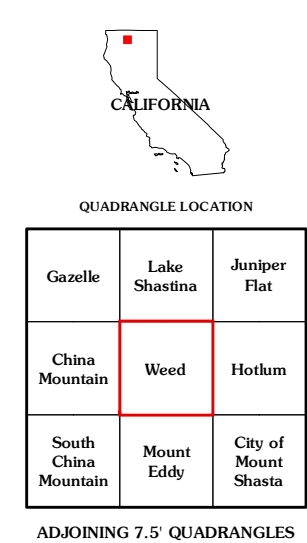 CALIFORNIA
QUADRANGLE LOCATION
Gazelle
Lake
Shastina
Juniper
Flat
China
Mountain
Weed
Hotlum
South
China
Mountain
Mount
Eddy
City of
Mount
Shasta
ADJOINING 7.5' QUADRANGLES